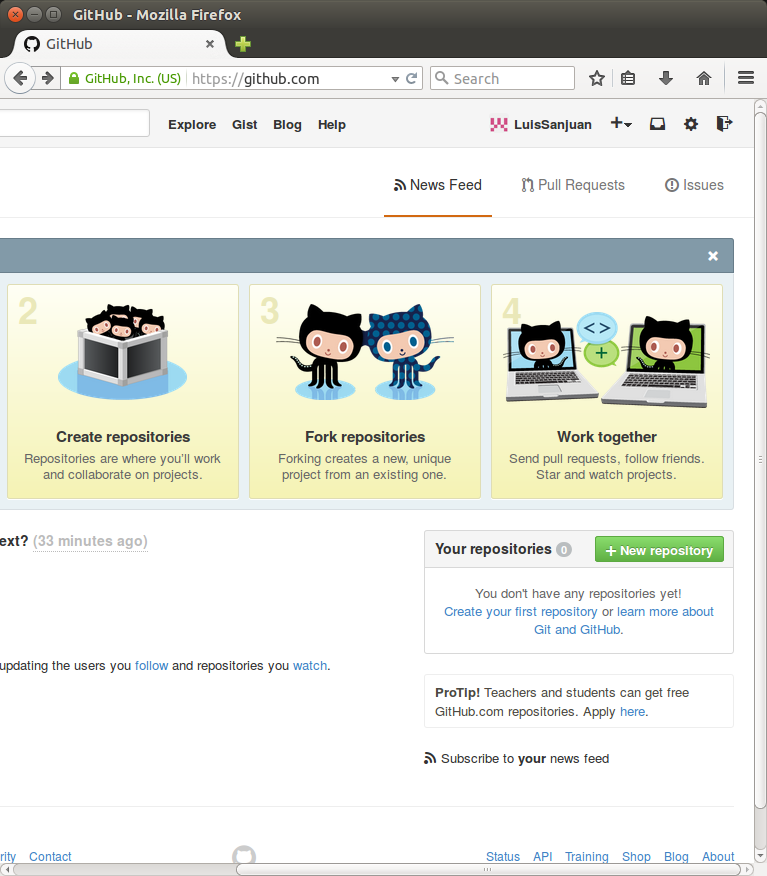 GitHub - Mozilla Firefox
GitHub
GitHub, Inc. (US) https://github.com Search
Explore Gist Blog Help LuisSanjuan
News Feed Pull Requests Issues
2 3 4
<> +
Create repositories
Repositories are where you'll work
and collaborate on projects.
Fork repositories
Forking creates a new, unique
project from an existing one.
Work together
Send pull requests, follow friends.
Star and watch projects.
ext? (33 minutes ago)
updating the users you follow and repositories you watch.
Your repositories 0 New repository
You don't have any repositories yet!
Create your first repository or learn more about
Git and GitHub.
ProTip! Teachers and students can get free
GitHub.com repositories. Apply here.
Subscribe to your news feed
rity Contact Status API Training Shop Blog About